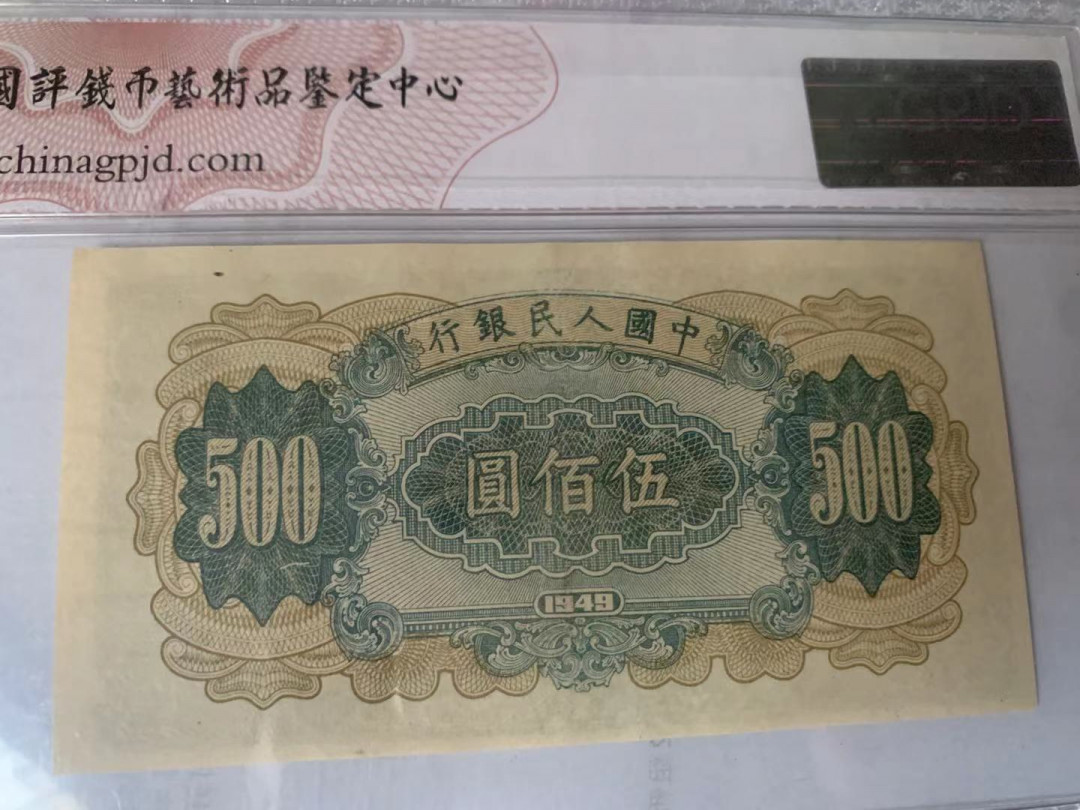 國評錢币藝術品鑒定中心
chinagpjd.com
中國人民銀行
500
伍佰圓
500
1949